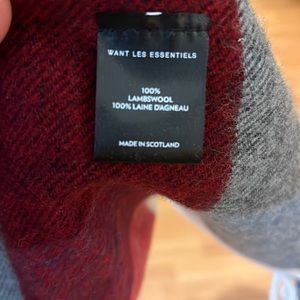 WANT LES ESSENTIELS
100%
LAMBSWOOL
100% LAINE D'AGNEAU
MADE IN SCOTLAND